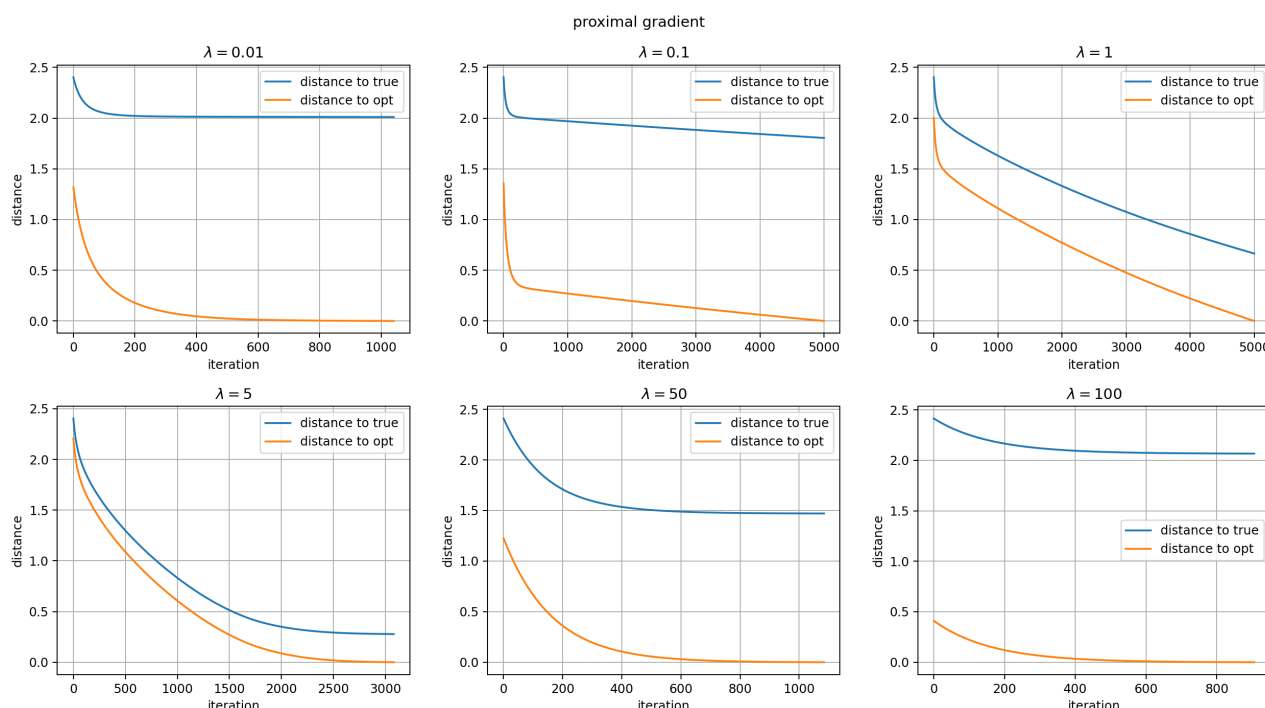 proximal gradient
λ = 0.01
distance
2.5
2.0
1.5
1.0
0.5
0.0
distance to true
distance to opt
0 200 400 600 800 1000
iteration
λ = 0.1
distance
2.5
2.0
1.5
1.0
0.5
0.0
distance to true
distance to opt
0 1000 2000 3000 4000 5000
iteration
λ = 1
distance
2.5
2.0
1.5
1.0
0.5
0.0
distance to true
distance to opt
0 1000 2000 3000 4000 5000
iteration
λ = 5
distance
2.5
2.0
1.5
1.0
0.5
0.0
distance to true
distance to opt
0 500 1000 1500 2000 2500 3000
iteration
λ = 50
distance
2.5
2.0
1.5
1.0
0.5
0.0
distance to true
distance to opt
0 200 400 600 800 1000
iteration
λ = 100
distance
2.5
2.0
1.5
1.0
0.5
0.0
distance to true
distance to opt
0 200 400 600 800
iteration